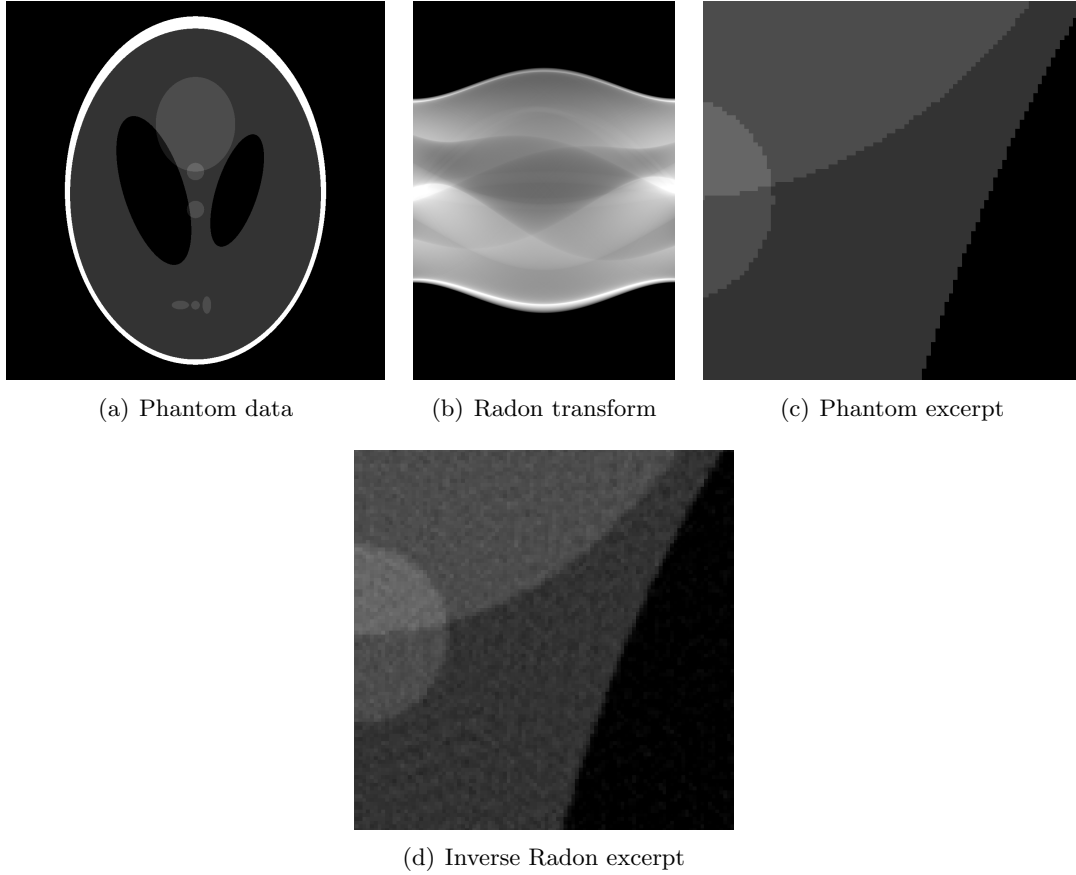 (a) Phantom data
(b) Radon transform
(c) Phantom excerpt
(d) Inverse Radon excerpt